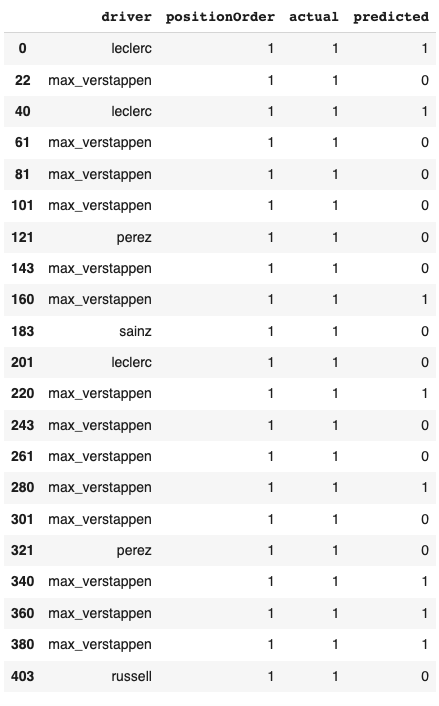 driver positionOrder actual predicted
0 leclerc 1 1 1
22 max_verstappen 1 1 0
40 leclerc 1 1 1
61 max_verstappen 1 1 0
81 max_verstappen 1 1 0
101 max_verstappen 1 1 0
121 perez 1 1 0
143 max_verstappen 1 1 0
160 max_verstappen 1 1 1
183 sainz 1 1 0
201 leclerc 1 1 0
220 max_verstappen 1 1 1
243 max_verstappen 1 1 0
261 max_verstappen 1 1 0
280 max_verstappen 1 1 1
301 max_verstappen 1 1 0
321 perez 1 1 0
340 max_verstappen 1 1 1
360 max_verstappen 1 1 1
380 max_verstappen 1 1 1
403 russell 1 1 0